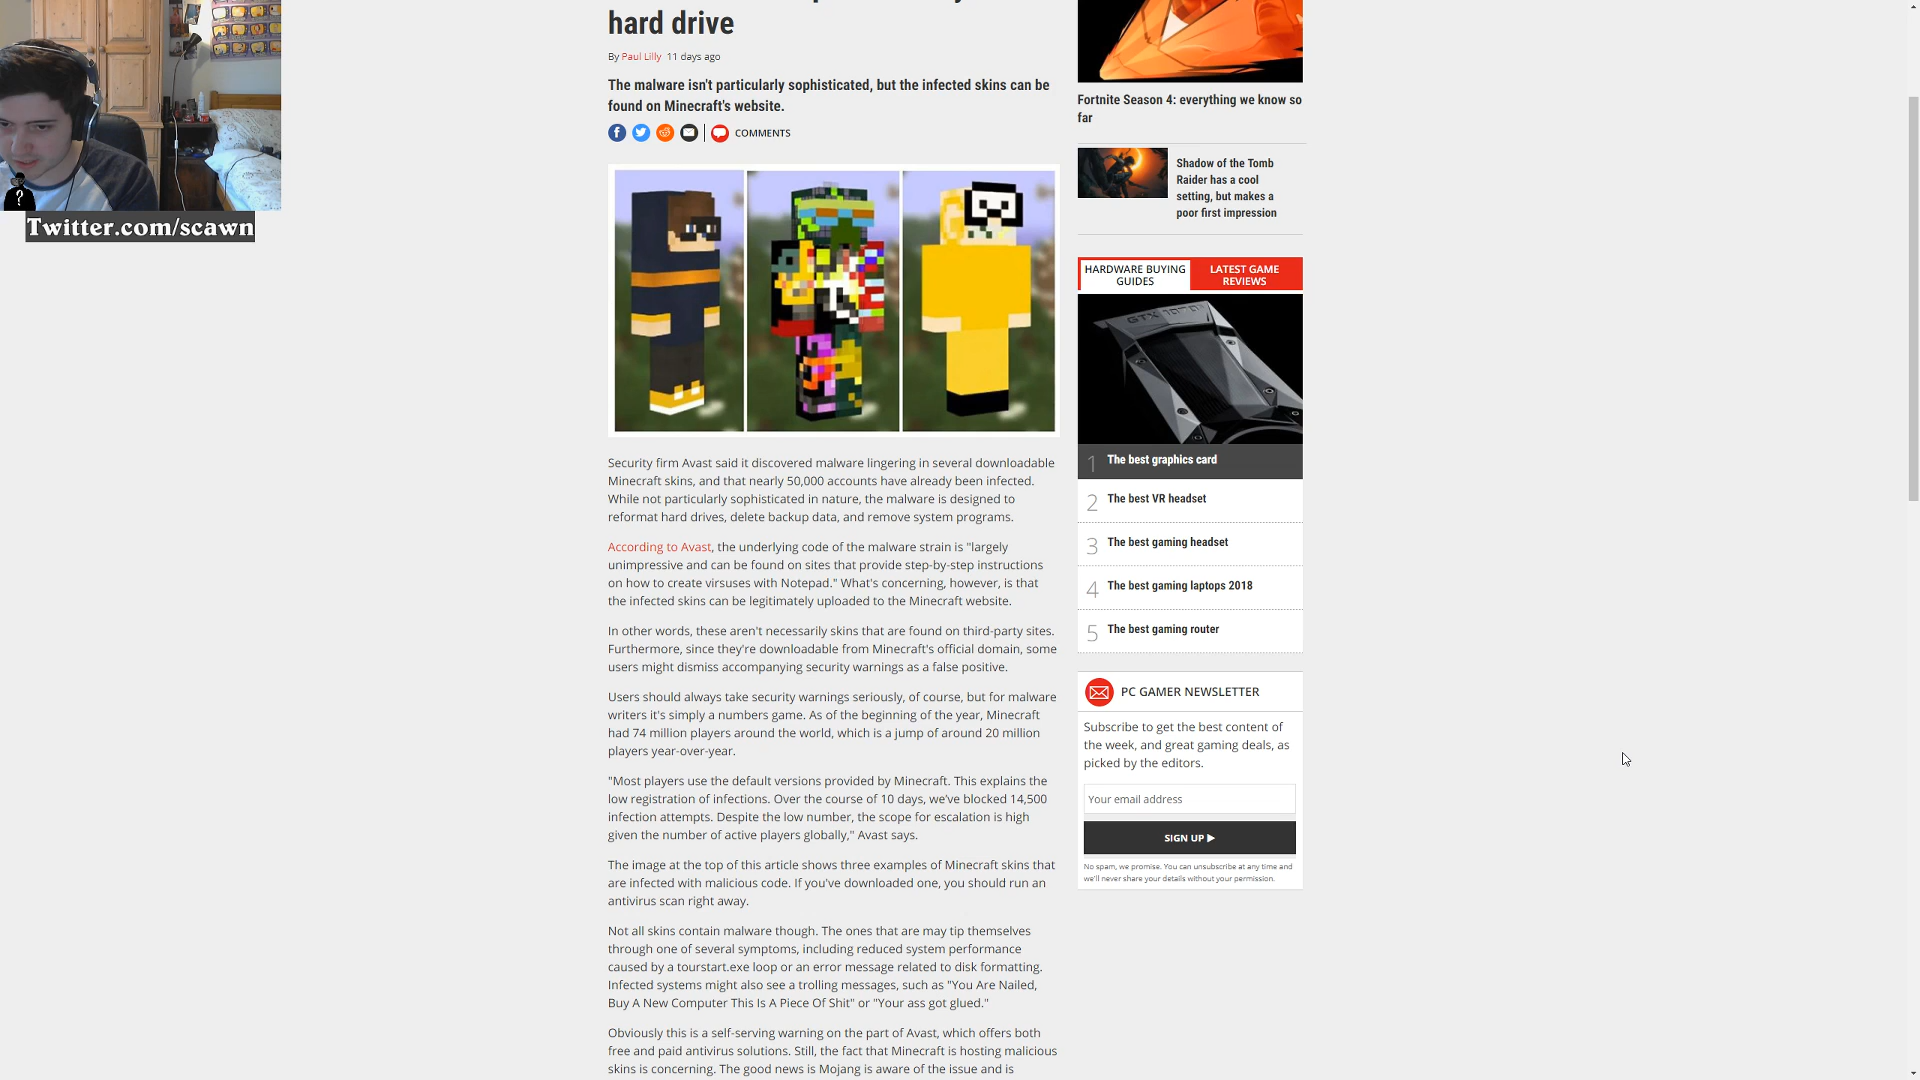 hard drive
By Paul Lilly 11 days ago
The malware isn't particularly sophisticated, but the infected skins can be
found on Minecraft's website.
COMMENTS
Twitter.com/scawn
?
Security firm Avast said it discovered malware lingering in several downloadable
Minecraft skins, and that nearly 50,000 accounts have already been infected.
While not particularly sophisticated in nature, the malware is designed to
reformat hard drives, delete backup data, and remove system programs.
According to Avast, the underlying code of the malware strain is "largely
unimpressive and can be found on sites that provide step-by-step instructions
on how to create virsuses with Notepad." What's concerning, however, is that
the infected skins can be legitimately uploaded to the Minecraft website.
In other words, these aren't necessarily skins that are found on third-party sites.
Furthermore, since they're downloadable from Minecraft's official domain, some
users might dismiss accompanying security warnings as a false positive.
Users should always take security warnings seriously, of course, but for malware
writers it's simply a numbers game. As of the beginning of the year, Minecraft
had 74 million players around the world, which is a jump of around 20 million
players year-over-year.
"Most players use the default versions provided by Minecraft. This explains the
low registration of infections. Over the course of 10 days, we've blocked 14,500
infection attempts. Despite the low number, the scope for escalation is high
given the number of active players globally," Avast says.
The image at the top of this article shows three examples of Minecraft skins that
are infected with malicious code. If you've downloaded one, you should run an
antivirus scan right away.
Not all skins contain malware though. The ones that are may tip themselves
through one of several symptoms, including reduced system performance
caused by a tourstart.exe loop or an error message related to disk formatting.
Infected systems might also see a trolling messages, such as "You Are Nailed,
Buy A New Computer This Is A Piece Of Shit" or "Your ass got glued."
Obviously this is a self-serving warning on the part of Avast, which offers both
free and paid antivirus solutions. Still, the fact that Minecraft is hosting malicious
skins is concerning. The good news is Mojang is aware of the issue and is
Fortnite Season 4: everything we know so
far
Shadow of the Tomb
Raider has a cool
setting, but makes a
poor first impression
HARDWARE BUYING
GUIDES
LATEST GAME
REVIEWS
GTX 1070
1 The best graphics card
2 The best VR headset
3 The best gaming headset
4 The best gaming laptops 2018
5 The best gaming router
PC GAMER NEWSLETTER
Subscribe to get the best content of
the week, and great gaming deals, as
picked by the editors.
Your email address
SIGN UP
No spam, we promise. You can unsubscribe at any time and
we'll never share your details without your permission.